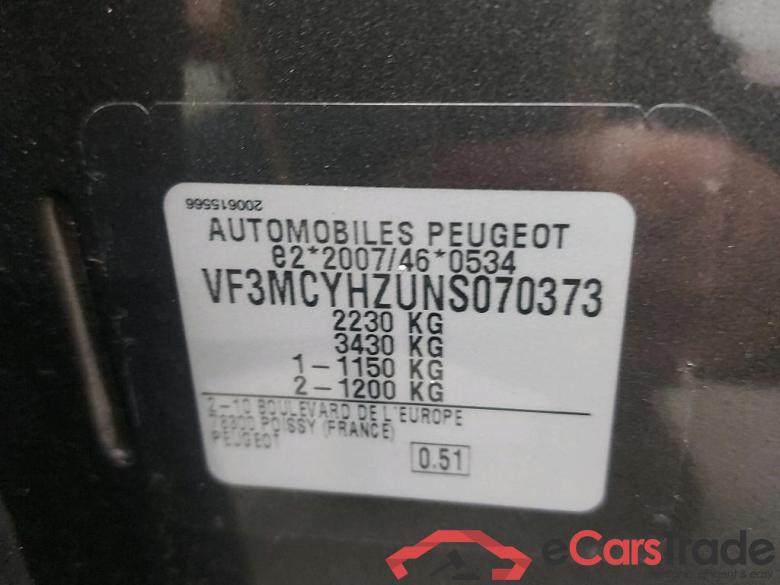 200615566
AUTOMOBILES PEUGEOT
e2*2007/46*0534
VF3MCYHZUNS070373
2230 KG
3430 KG
1-1150 KG
2-1200 KG
2-10 BOULEVARD DE L'EUROPE
78300 POISSY (FRANCE)
PEUGEOT
0.51
eCarsTrade